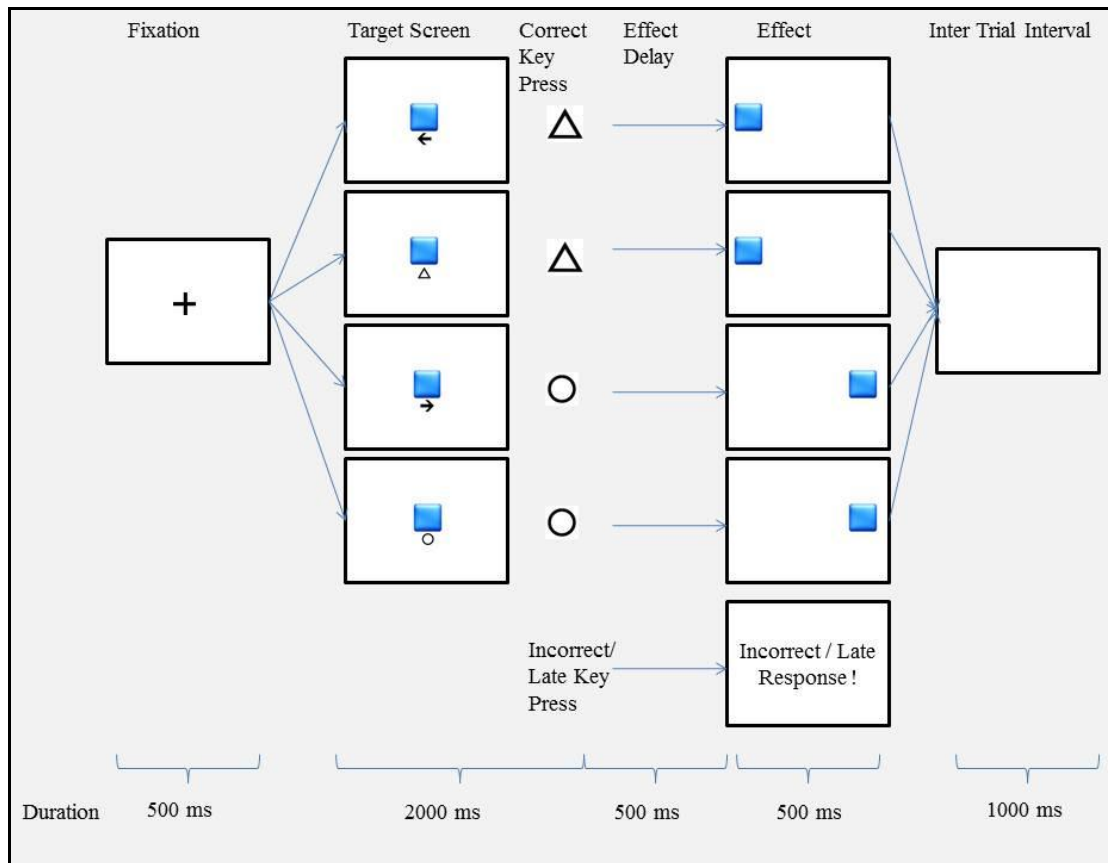 Fixation
Target Screen
Correct
Key
Press
Effect
Delay
Effect
Inter Trial Interval
Incorrect/
Late Key
Press
Incorrect / Late
Response !
Duration
500 ms
2000 ms
500 ms
500 ms
1000 ms